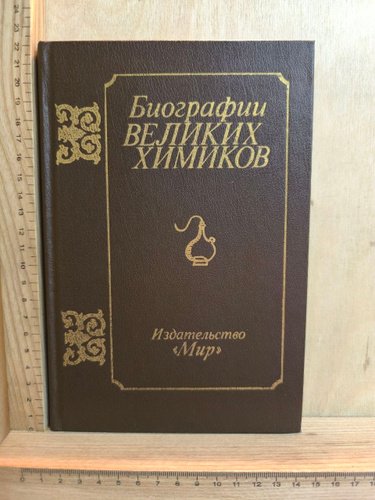 Биографии
ВЕЛИКИХ
ХИМИКОВ
Издательство
«Мир»